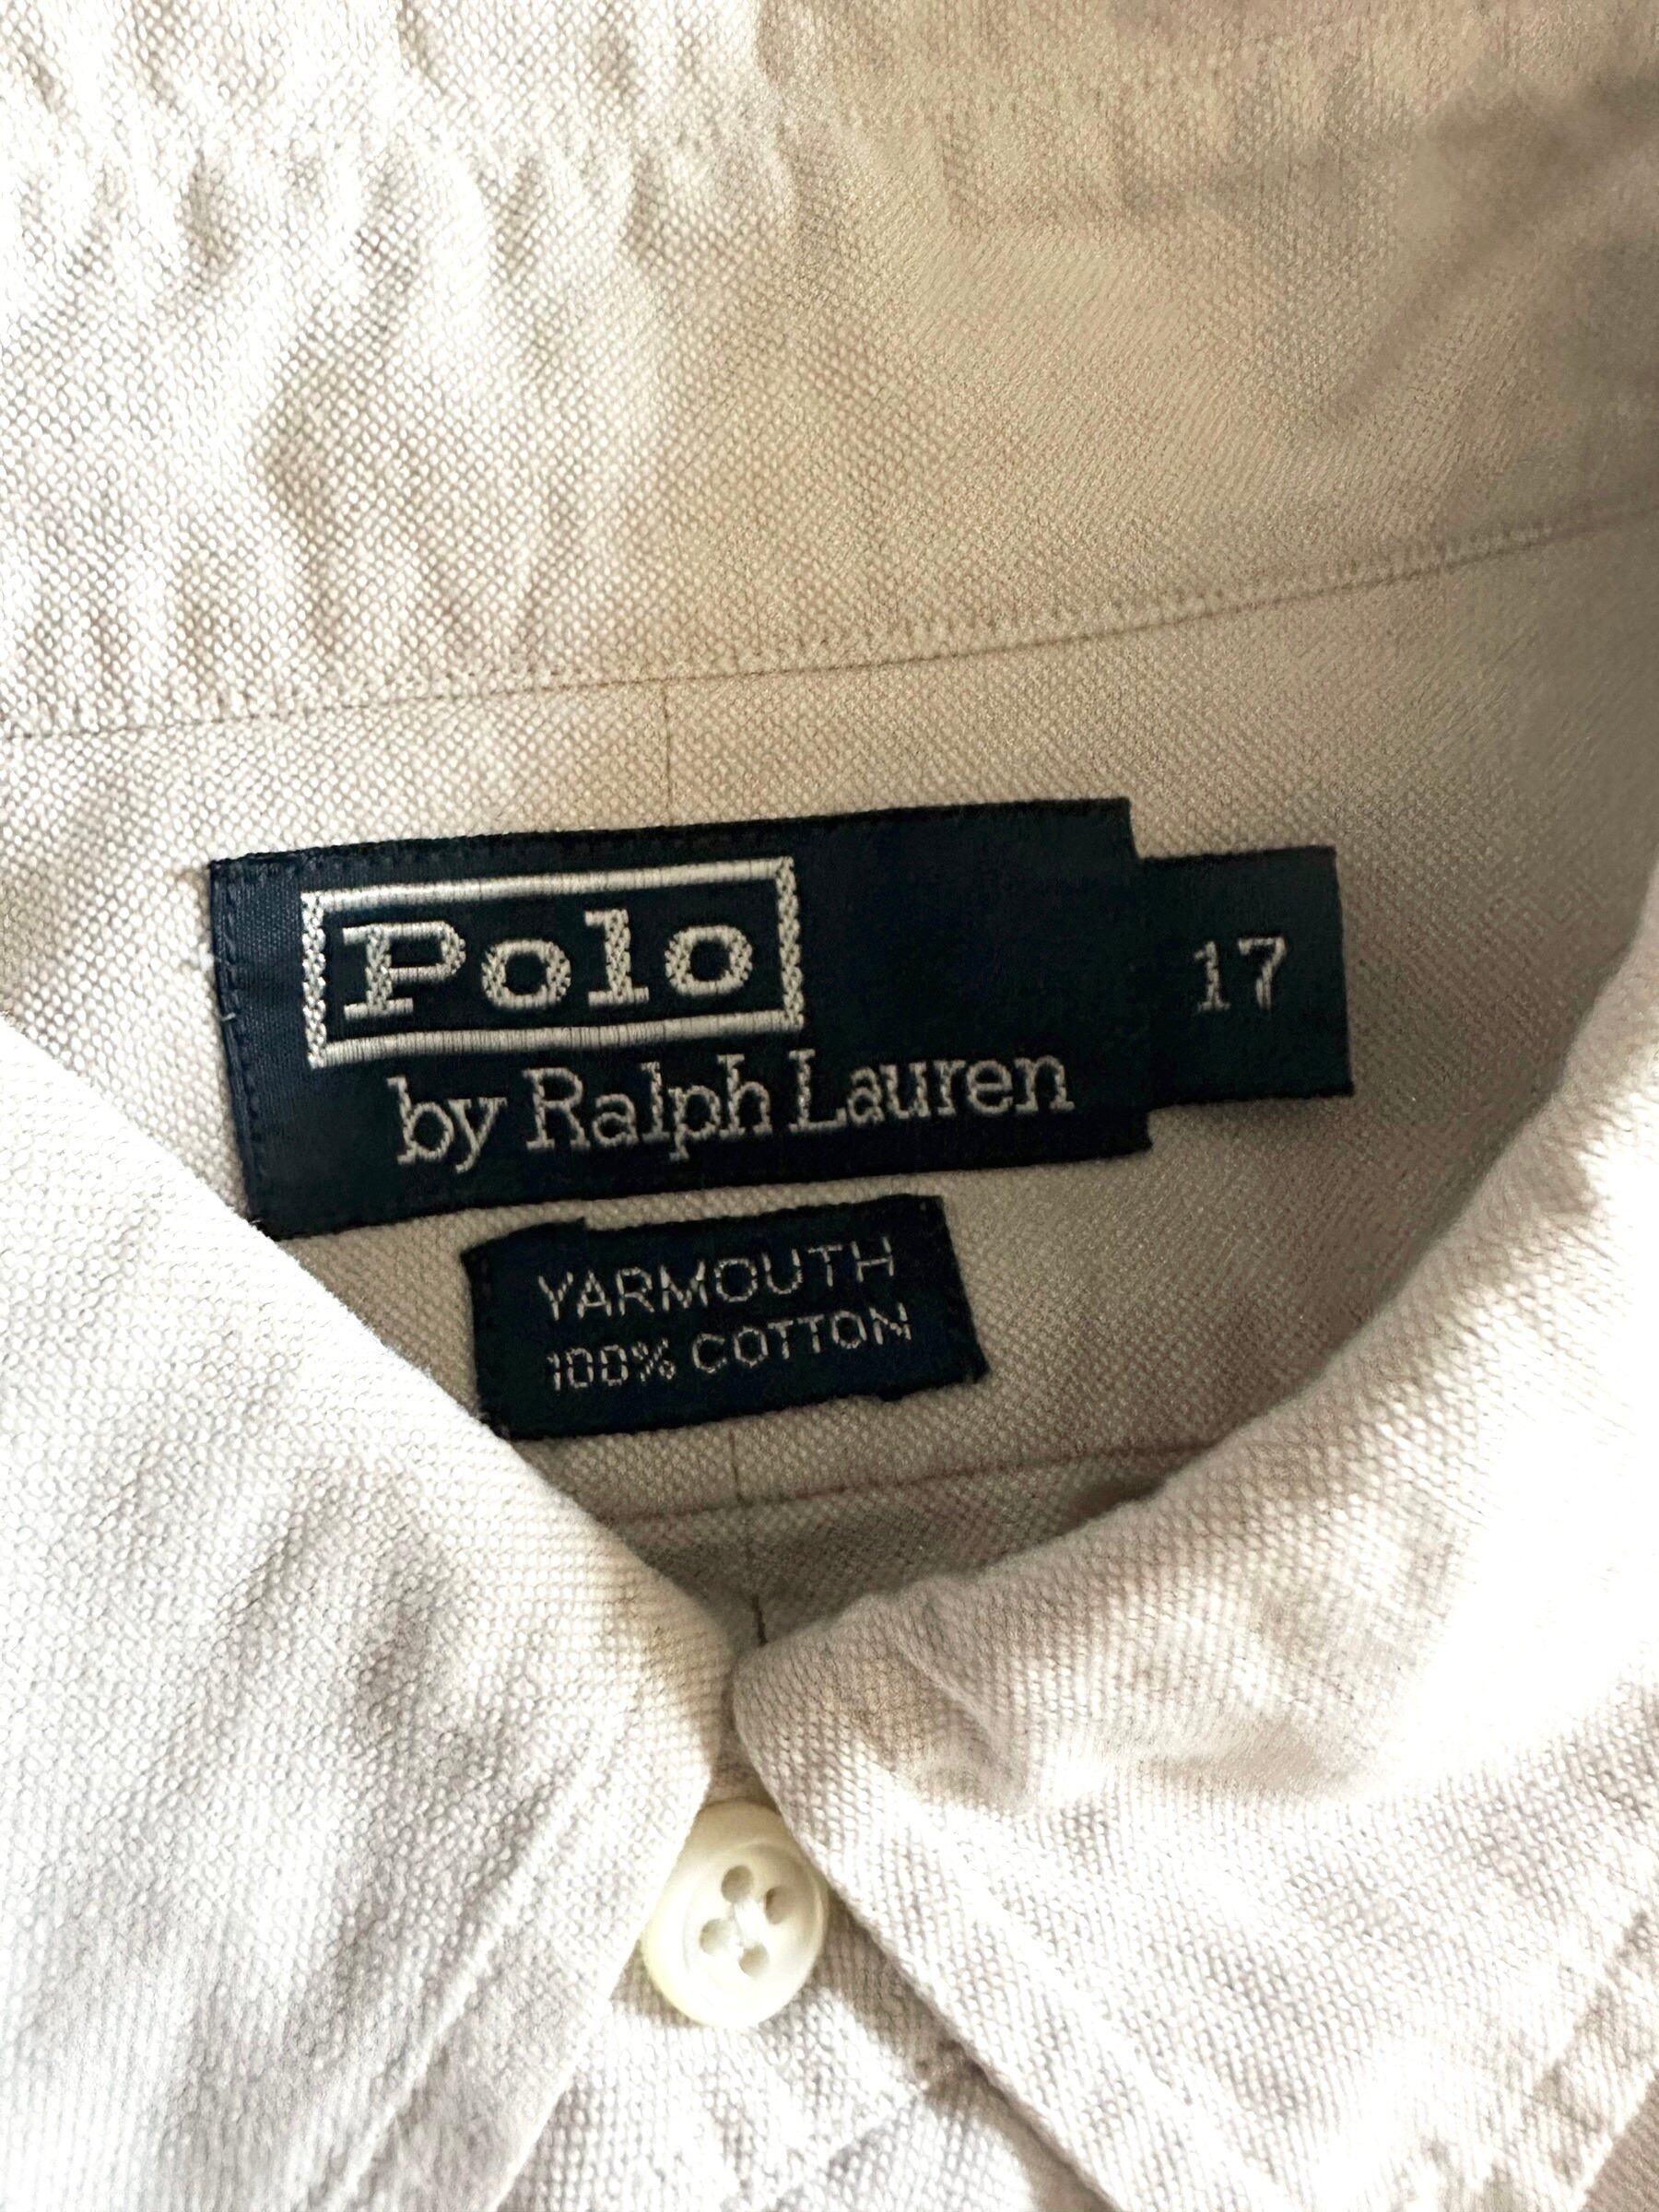 Polo
by Ralph Lauren
17
YARMOUTH
100% COTTON